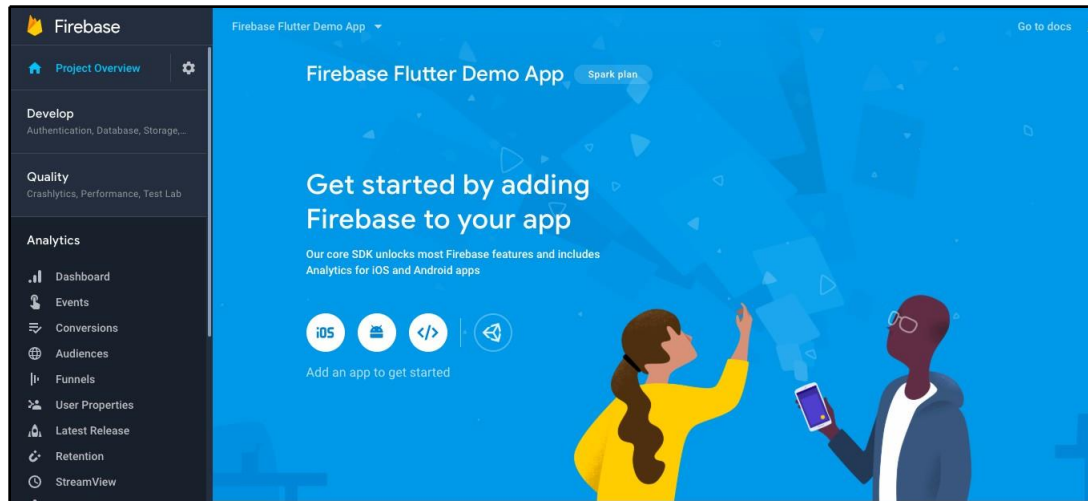 Firebase
Project Overview
Develop
Authentication, Database, Storage,...
Quality
Crashlytics, Performance, Test Lab
Analytics
Dashboard
Events
Conversions
Audiences
Funnels
User Properties
Latest Release
Retention
StreamView
Firebase Flutter Demo App
Go to docs
Firebase Flutter Demo App
Spark plan
Get started by adding
Firebase to your app
Our core SDK unlocks most Firebase features and includes
Analytics for iOS and Android apps
iOS
</>
Add an app to get started